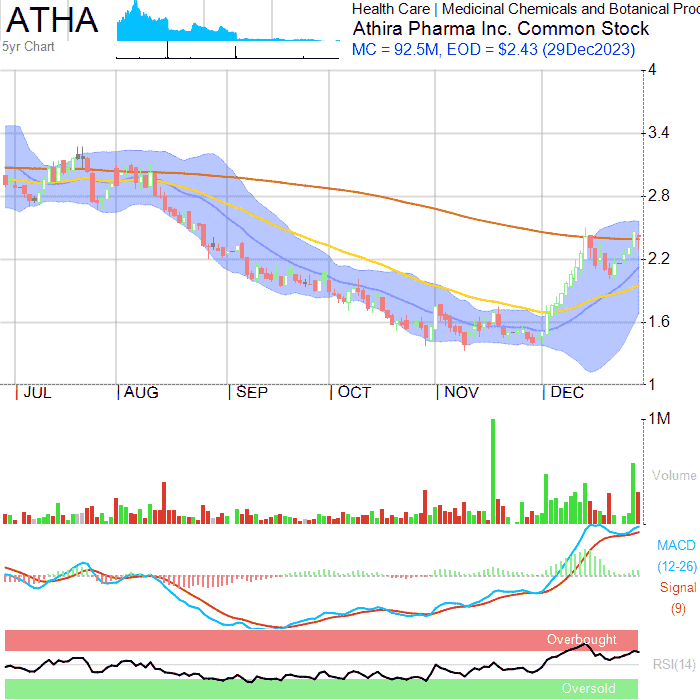 ATHA
5yr Chart
Health Care | Medicinal Chemicals and Botanical Proc
Athira Pharma Inc. Common Stock
MC = 92.5M, EOD = $2.43 (29Dec2023)
4
3.4
2.8
2.2
1.6
1
JUL AUG SEP OCT NOV DEC
1M
Volume
MACD
(12-26)
Signal
(9)
Overbought
RSI(14)
Oversold